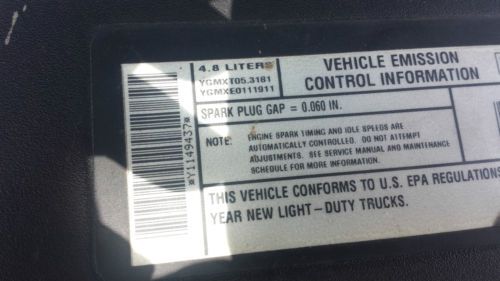 4.8 LITERS
YGMXT05.3181
YGMXE0111911
VEHICLE EMISSION
CONTROL INFORMATION
SPARK PLUG GAP = 0.060 IN.
NOTE: ENGINE SPARK TIMING AND IDLE SPEEDS ARE
AUTOMATICALLY CONTROLLED. DO NOT ATTEMPT
ADJUSTMENTS. SEE SERVICE MANUAL AND MAINTENANCE
SCHEDULE FOR MORE INFORMATION.
THIS VEHICLE CONFORMS TO U.S. EPA REGULATIONS
YEAR NEW LIGHT-DUTY TRUCKS.
*Y1149437*